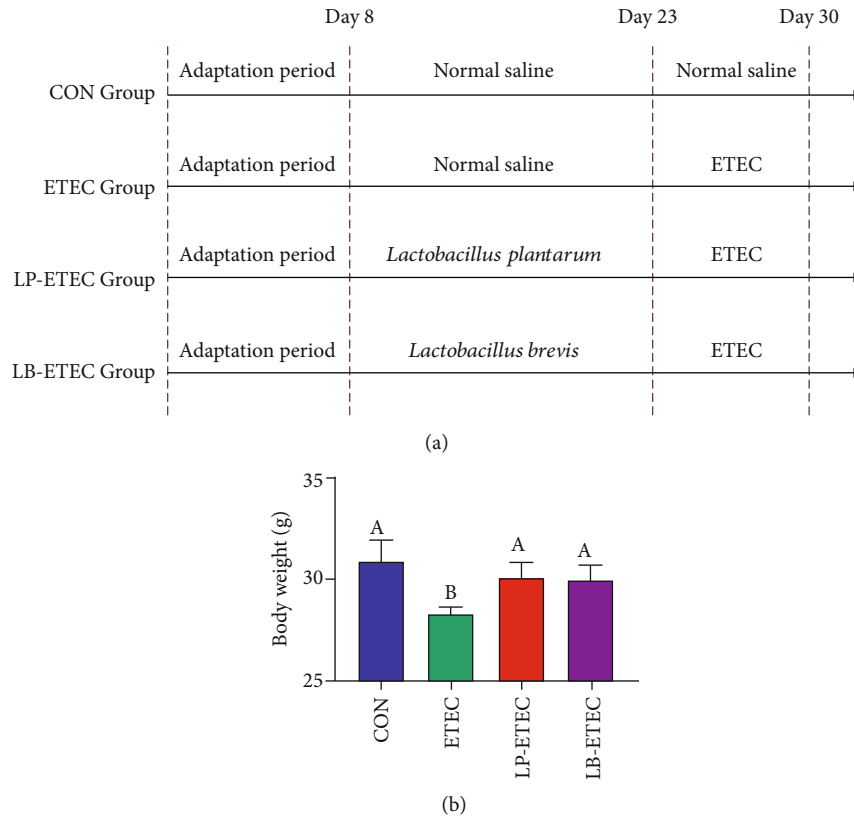 Day 8 Day 23 Day 30
Adaptation period Normal saline Normal saline
CON Group
Adaptation period Normal saline ETEC
ETEC Group
Adaptation period Lactobacillus plantarum ETEC
LP-ETEC Group
Adaptation period Lactobacillus brevis ETEC
LB-ETEC Group
(a)
35
30
25
Body weight (g)
A
B
A
A
CON
ETEC
LP-ETEC
LB-ETEC
(b)